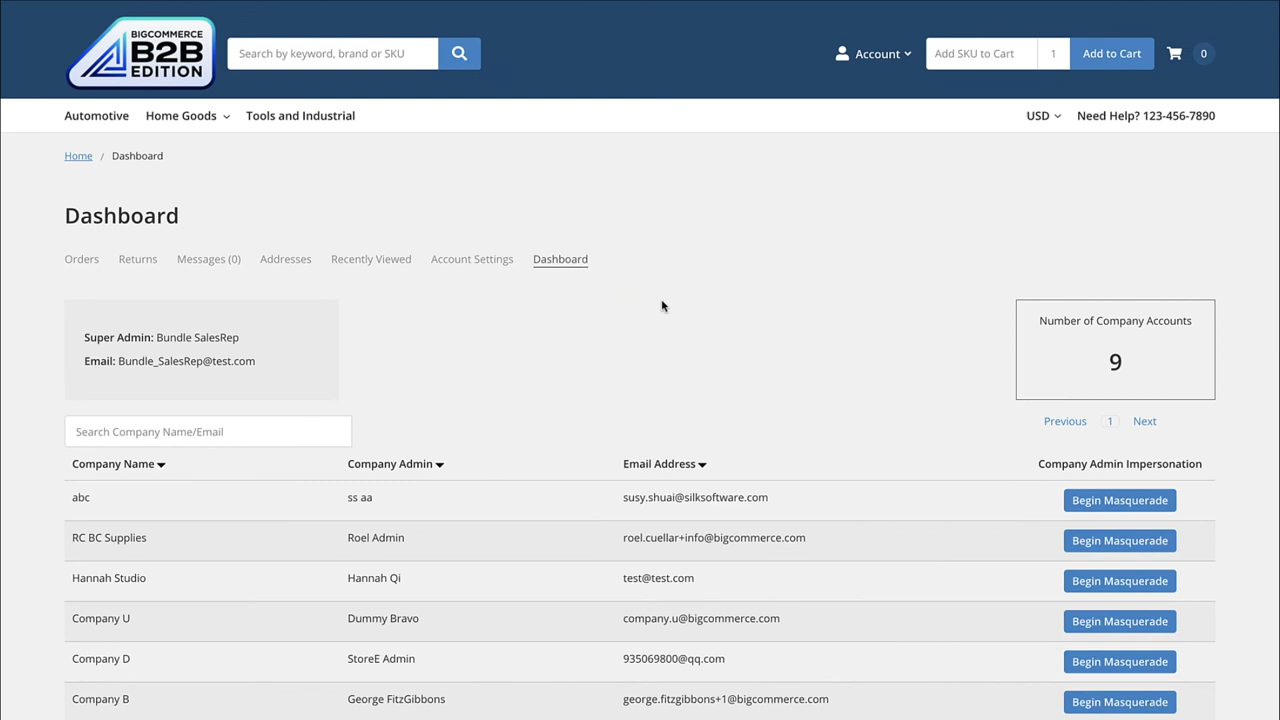 BIGCOMMERCE
B2B
EDITION
Search by keyword, brand or SKU
Account
Add SKU to Cart
1
Add to Cart
0
Automotive
Home Goods
Tools and Industrial
USD
Need Help? 123-456-7890
Home / Dashboard
Dashboard
Orders
Returns
Messages (0)
Addresses
Recently Viewed
Account Settings
Dashboard
Super Admin: Bundle SalesRep
Email: Bundle_SalesRep@test.com
Number of Company Accounts
9
Search Company Name/Email
Previous 1 Next
Company Name Company Admin Email Address Company Admin Impersonation
abc ss aa susy.shuai@silksoftware.com Begin Masquerade
RC BC Supplies Roel Admin roel.cuellar+info@bigcommerce.com Begin Masquerade
Hannah Studio Hannah Qi test@test.com Begin Masquerade
Company U Dummy Bravo company.u@bigcommerce.com Begin Masquerade
Company D StoreE Admin 935069800@qq.com Begin Masquerade
Company B George FitzGibbons george.fitzgibbons+1@bigcommerce.com Begin Masquerade